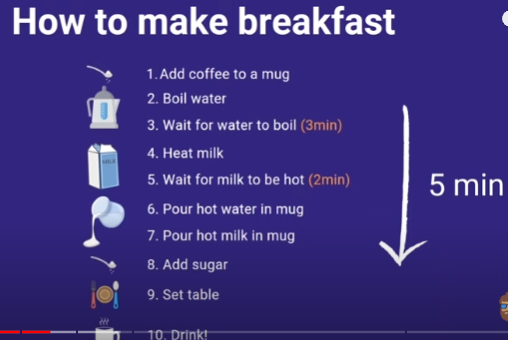 How to make breakfast
1. Add coffee to a mug
2. Boil water
3. Wait for water to boil (3min)
4. Heat milk
5. Wait for milk to be hot (2min)
5 min
6. Pour hot water in mug
7. Pour hot milk in mug
8. Add sugar
9. Set table
10. Drink!